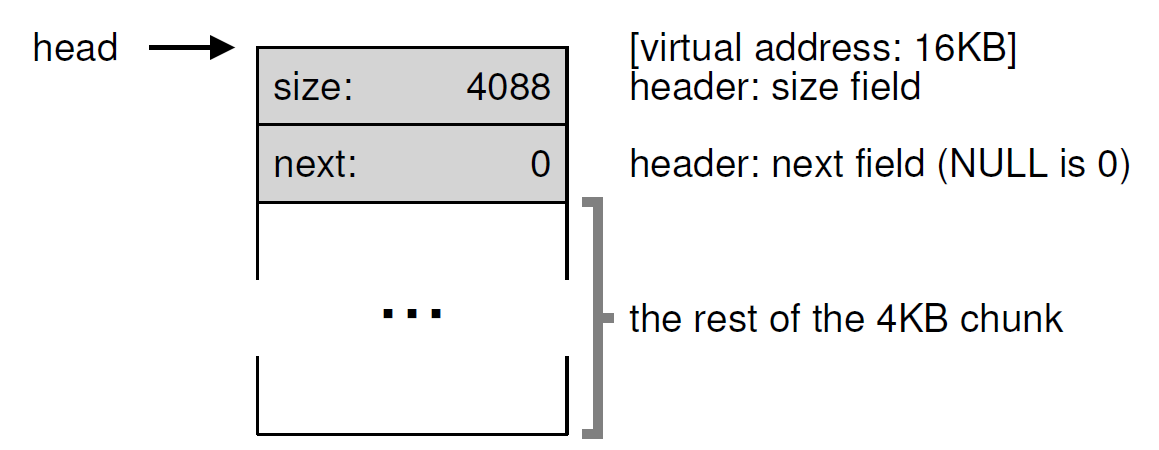 head
[virtual address: 16KB]
size: 4088
header: size field
next: 0
header: next field (NULL is 0)
...
the rest of the 4KB chunk